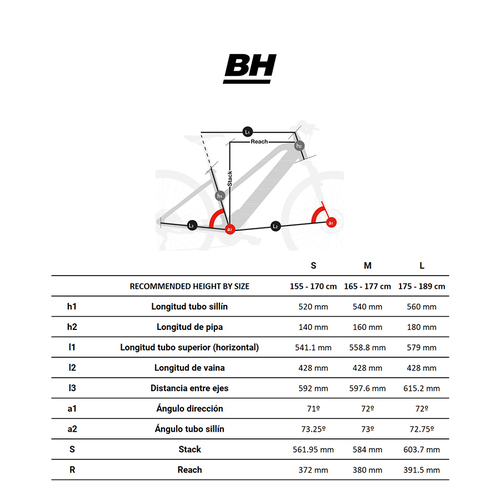 BH
L1
Reach
h2
Stack
h1
L2
a2
L3
a1
S M L
RECOMMENDED HEIGHT BY SIZE 155 - 170 cm 165 - 177 cm 175 - 189 cm
h1 Longitud tubo sillín 520 mm 540 mm 560 mm
h2 Longitud de pipa 140 mm 160 mm 180 mm
l1 Longitud tubo superior (horizontal) 541.1 mm 558.8 mm 579 mm
l2 Longitud de vaina 428 mm 428 mm 428 mm
l3 Distancia entre ejes 592 mm 597.6 mm 615.2 mm
a1 Ángulo dirección 71º 72º 72º
a2 Ángulo tubo sillín 73.25º 73º 72.75º
S Stack 561.95 mm 584 mm 603.7 mm
R Reach 372 mm 380 mm 391.5 mm